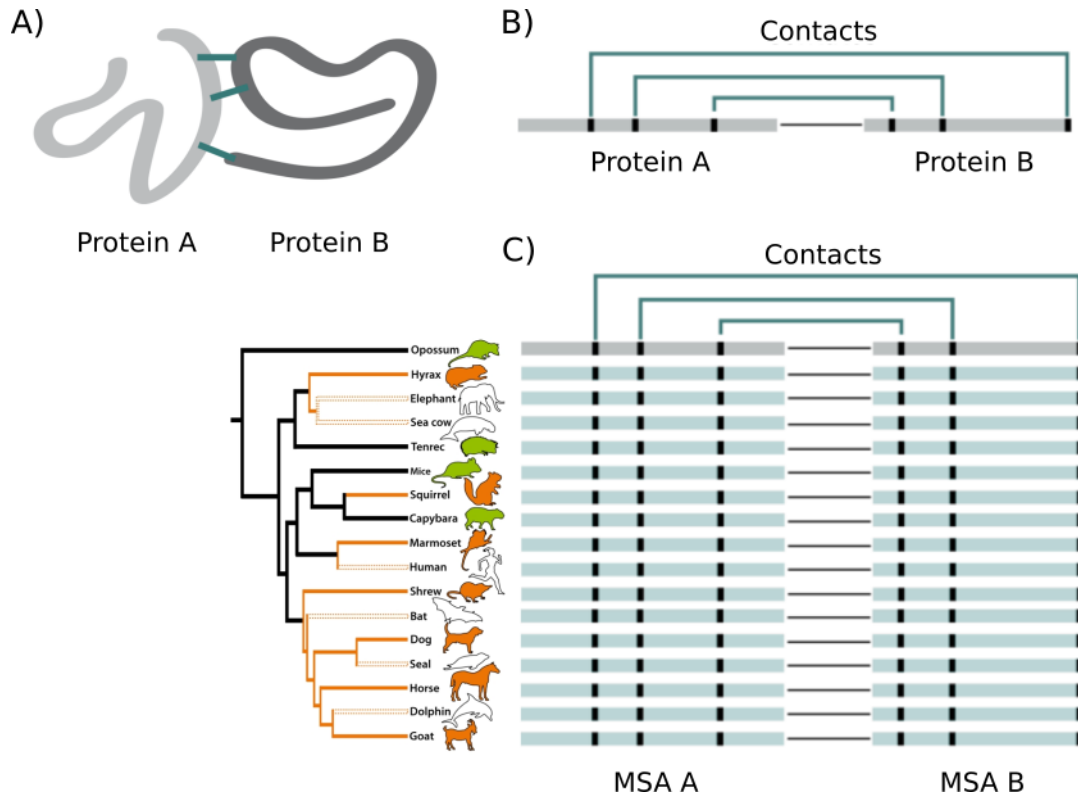 A)
Protein A
Protein B
B)
Contacts
Protein A
Protein B
C)
Contacts
Opossum
Hyrax
Elephant
Sea cow
Tenrec
Mice
Squirrel
Capybara
Marmoset
Human
Shrew
Bat
Dog
Seal
Horse
Dolphin
Goat
MSA A
MSA B